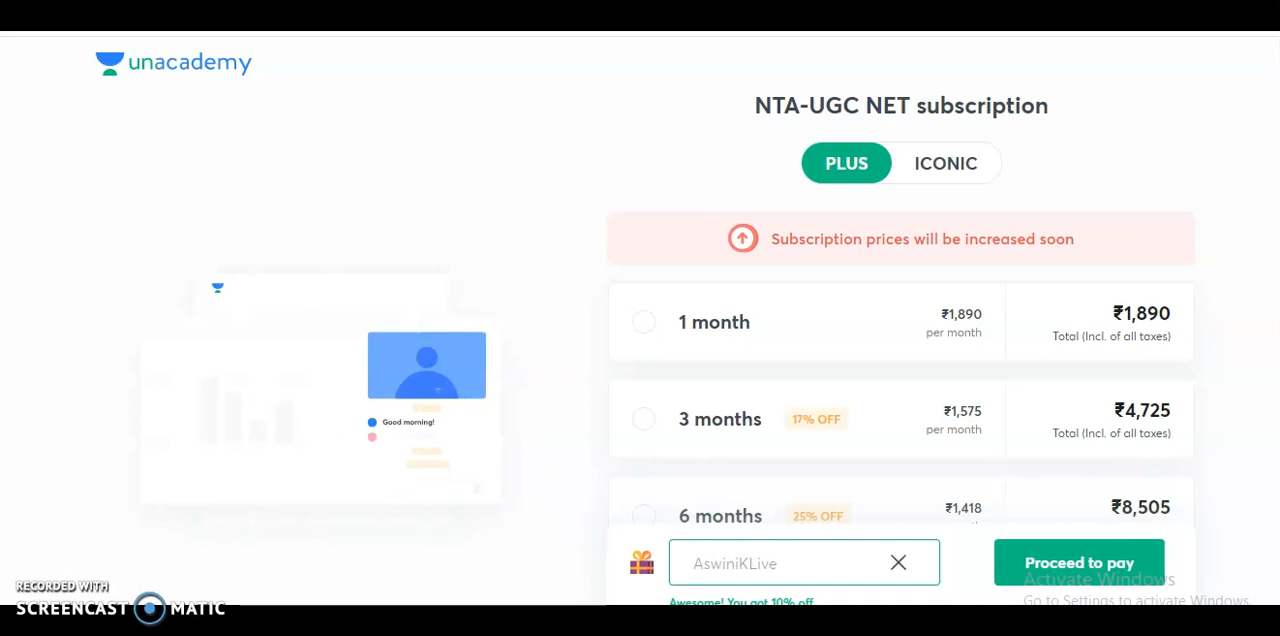 unacademy
NTA-UGC NET subscription
PLUS ICONIC
Subscription prices will be increased soon
1 month ₹1,890 per month ₹1,890 Total (Incl. of all taxes)
3 months 17% OFF ₹1,575 per month ₹4,725 Total (Incl. of all taxes)
6 months 25% OFF ₹1,418 ₹8,505
Good morning!
AswiniKLive
Proceed to pay
Awesome! You got 10% off
Activate Windows
Go to Settings to activate Windows.
RECORDED WITH
SCREENCAST MATIC